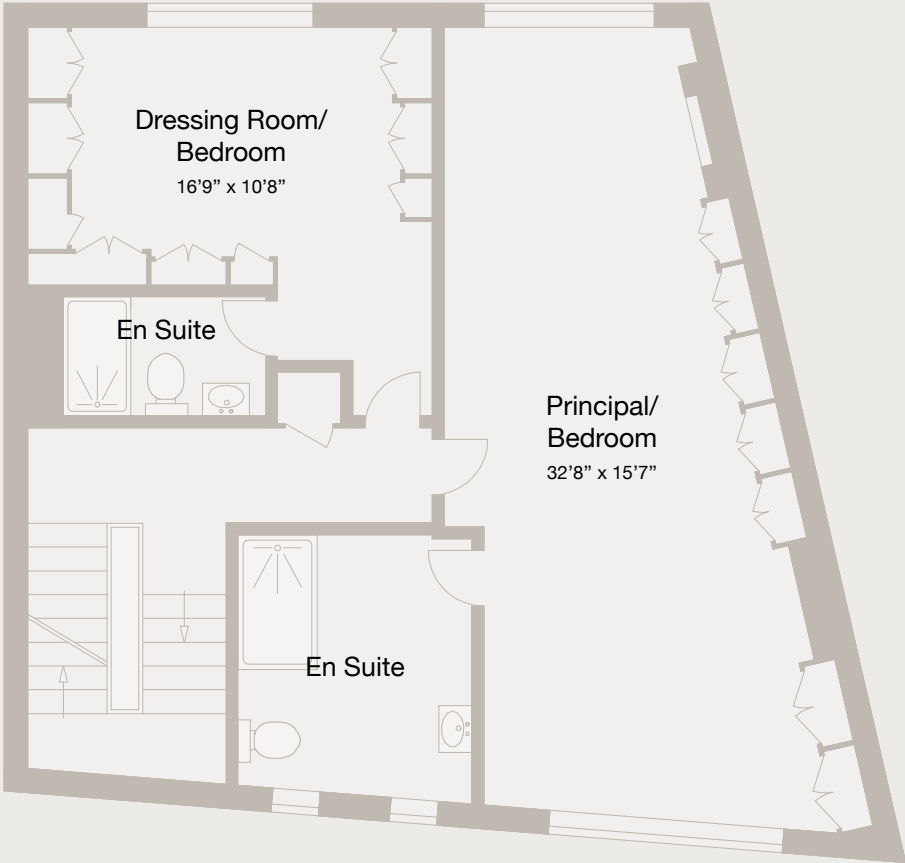 Dressing Room/
Bedroom
16’9” x 10’8”
En Suite
Principal/
Bedroom
32’8” x 15’7”
En Suite